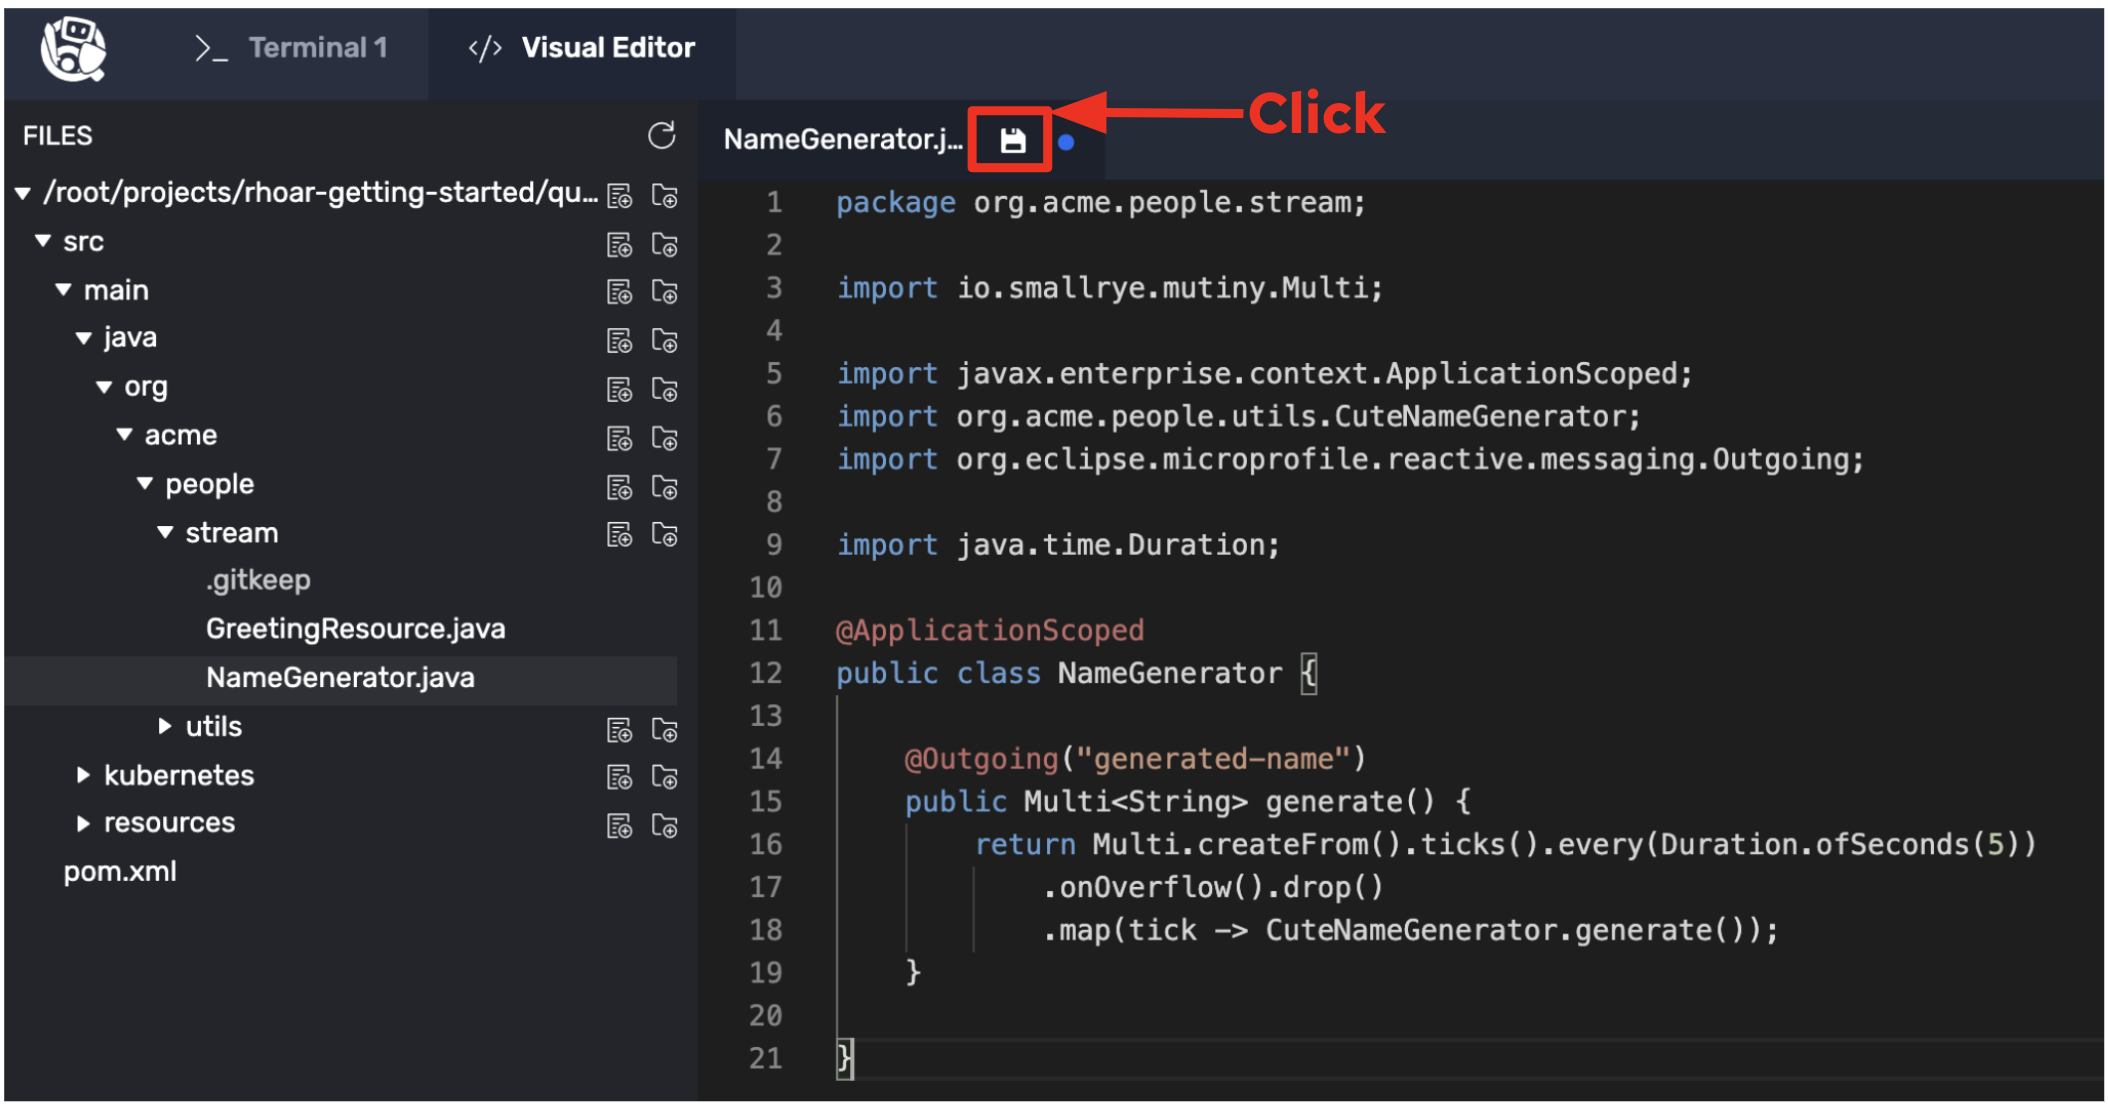 >_ Terminal 1
</> Visual Editor
Click
FILES
/root/projects/rhoar-getting-started/qu...
src
main
java
org
acme
people
stream
.gitkeep
GreetingResource.java
NameGenerator.java
utils
kubernetes
resources
pom.xml
NameGenerator.j...
1 package org.acme.people.stream;
2
3 import io.smallrye.mutiny.Multi;
4
5 import javax.enterprise.context.ApplicationScoped;
6 import org.acme.people.utils.CuteNameGenerator;
7 import org.eclipse.microprofile.reactive.messaging.Outgoing;
8
9 import java.time.Duration;
10
11 @ApplicationScoped
12 public class NameGenerator {
13
14 @Outgoing("generated-name")
15 public Multi<String> generate() {
16 return Multi.createFrom().ticks().every(Duration.ofSeconds(5))
17 .onOverflow().drop()
18 .map(tick -> CuteNameGenerator.generate());
19 }
20
21 }